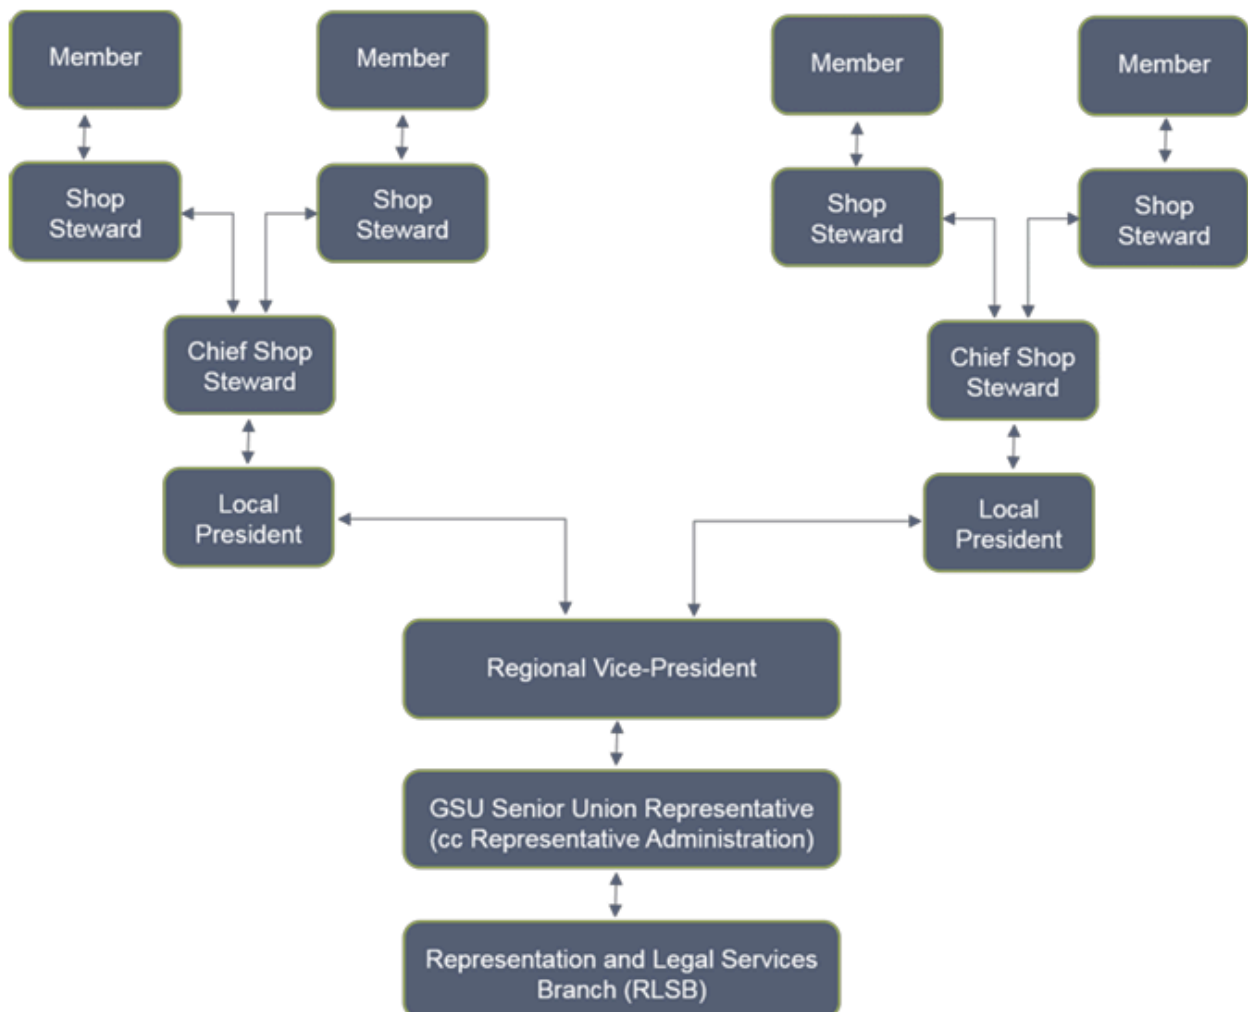 Member
Member
Member
Member
Shop
Steward
Shop
Steward
Shop
Steward
Shop
Steward
Chief Shop
Steward
Chief Shop
Steward
Local
President
Local
President
Regional Vice-President
GSU Senior Union Representative
(cc Representative Administration)
Representation and Legal Services
Branch (RLSB)